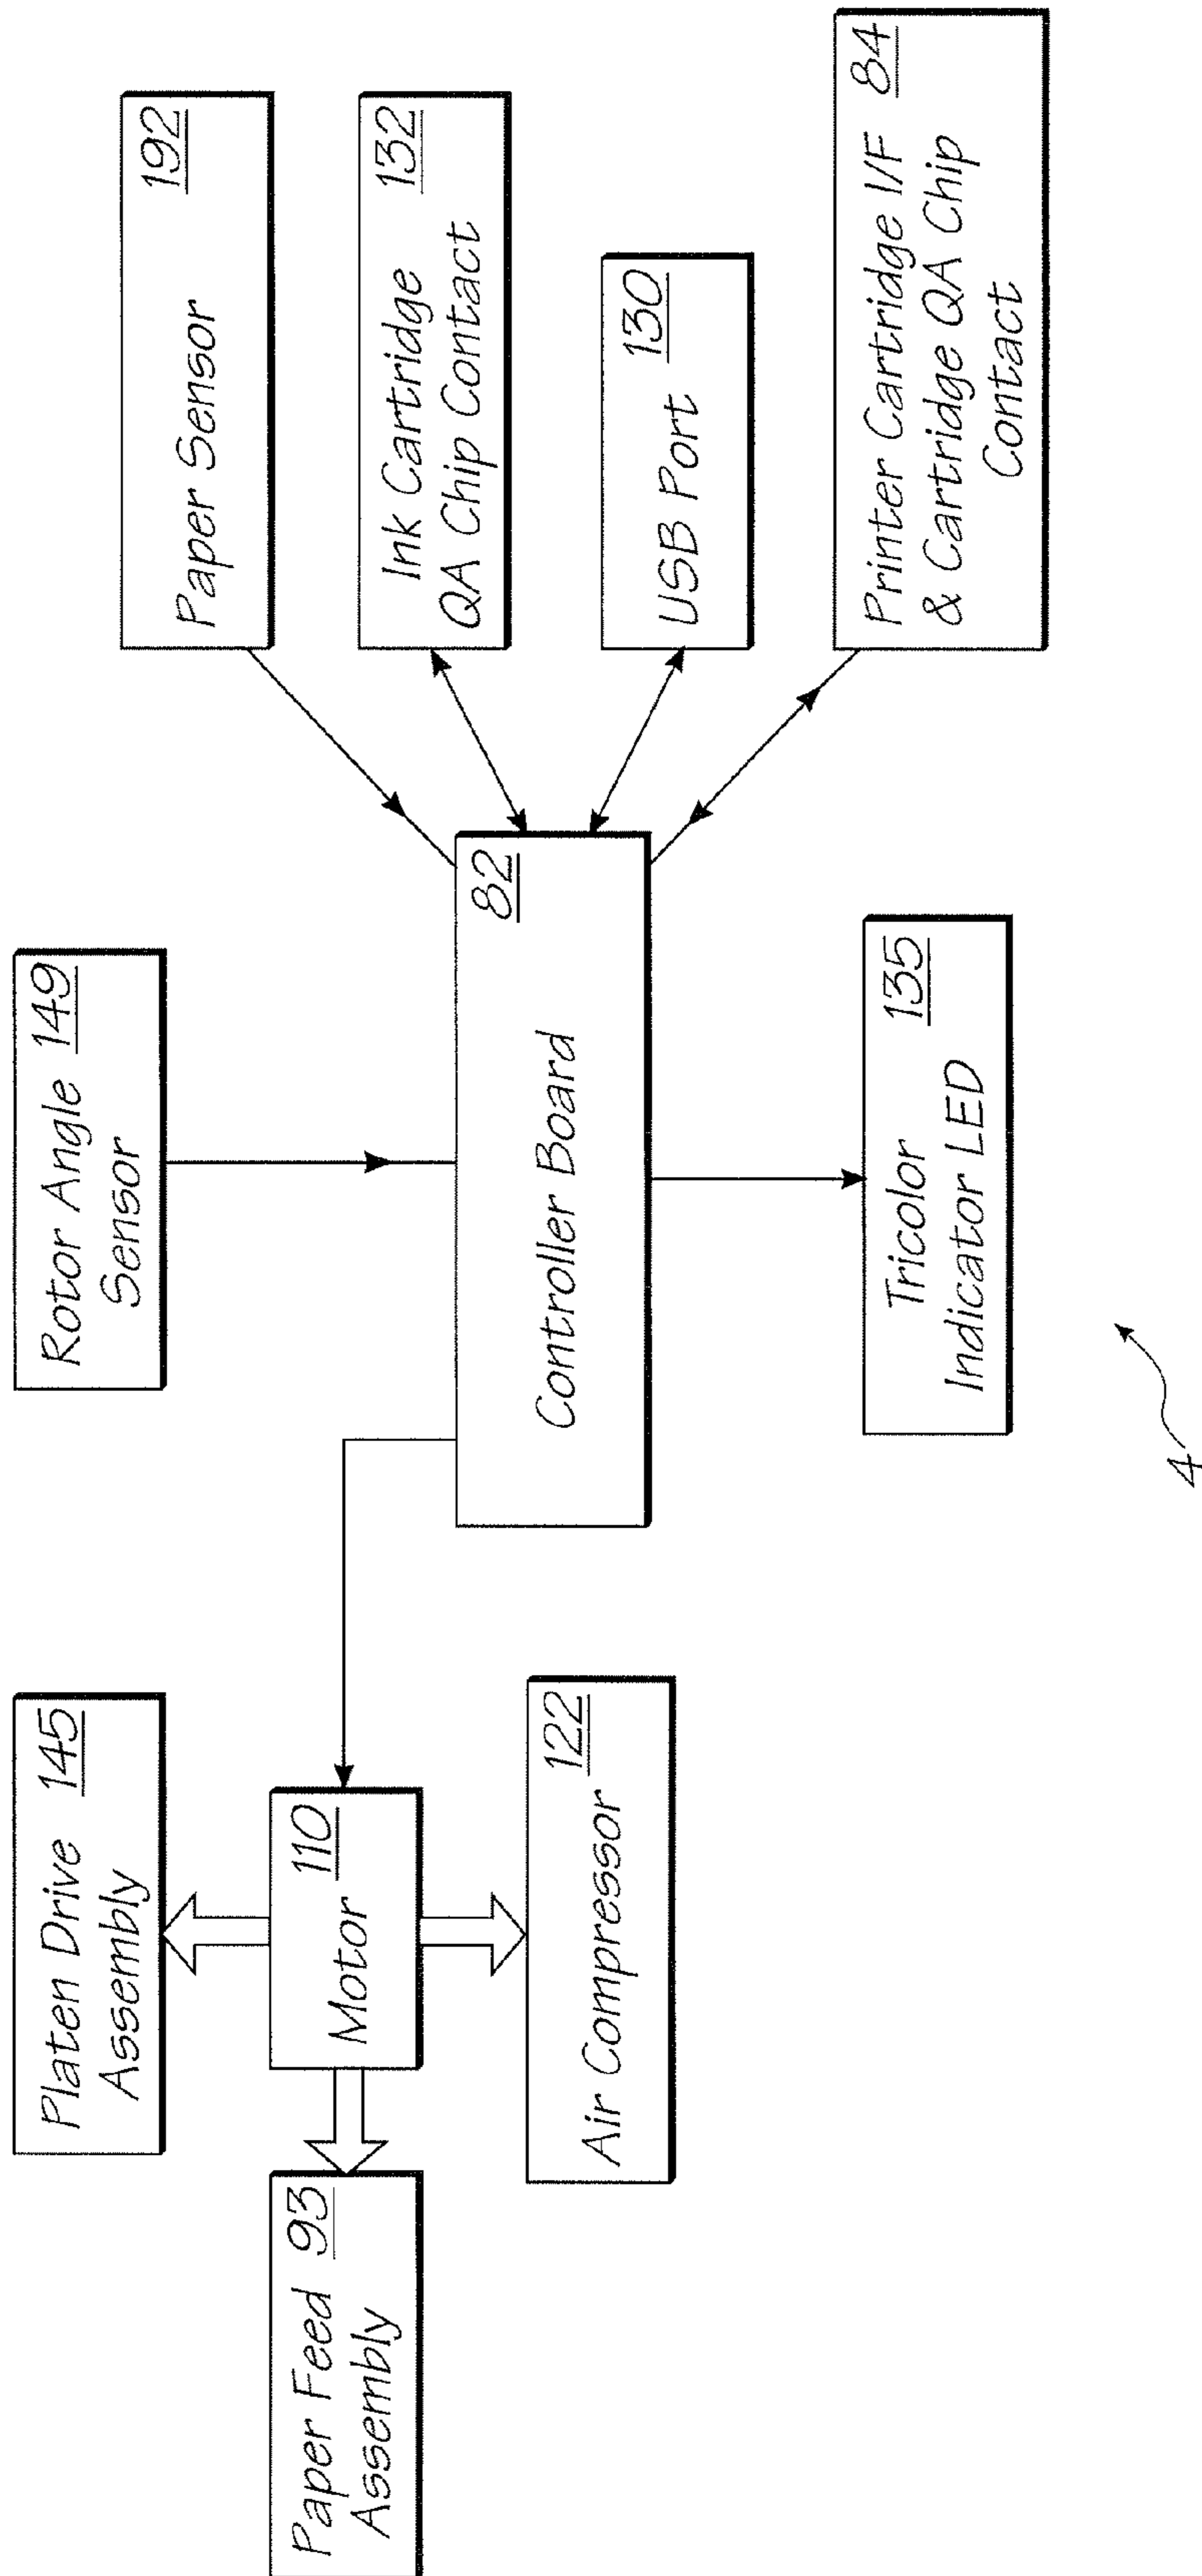 Platen Drive 145
Assembly
Rotor Angle 149
Sensor
Paper Sensor 192
Paper Feed 93
Assembly
Motor 110
Air Compressor 122
Controller Board 82
Ink Cartridge 132
QA Chip Contact
USB Port 130
Tricolor 135
Indicator LED
Printer Cartridge I/F 84
& Cartridge QA Chip
Contact
4